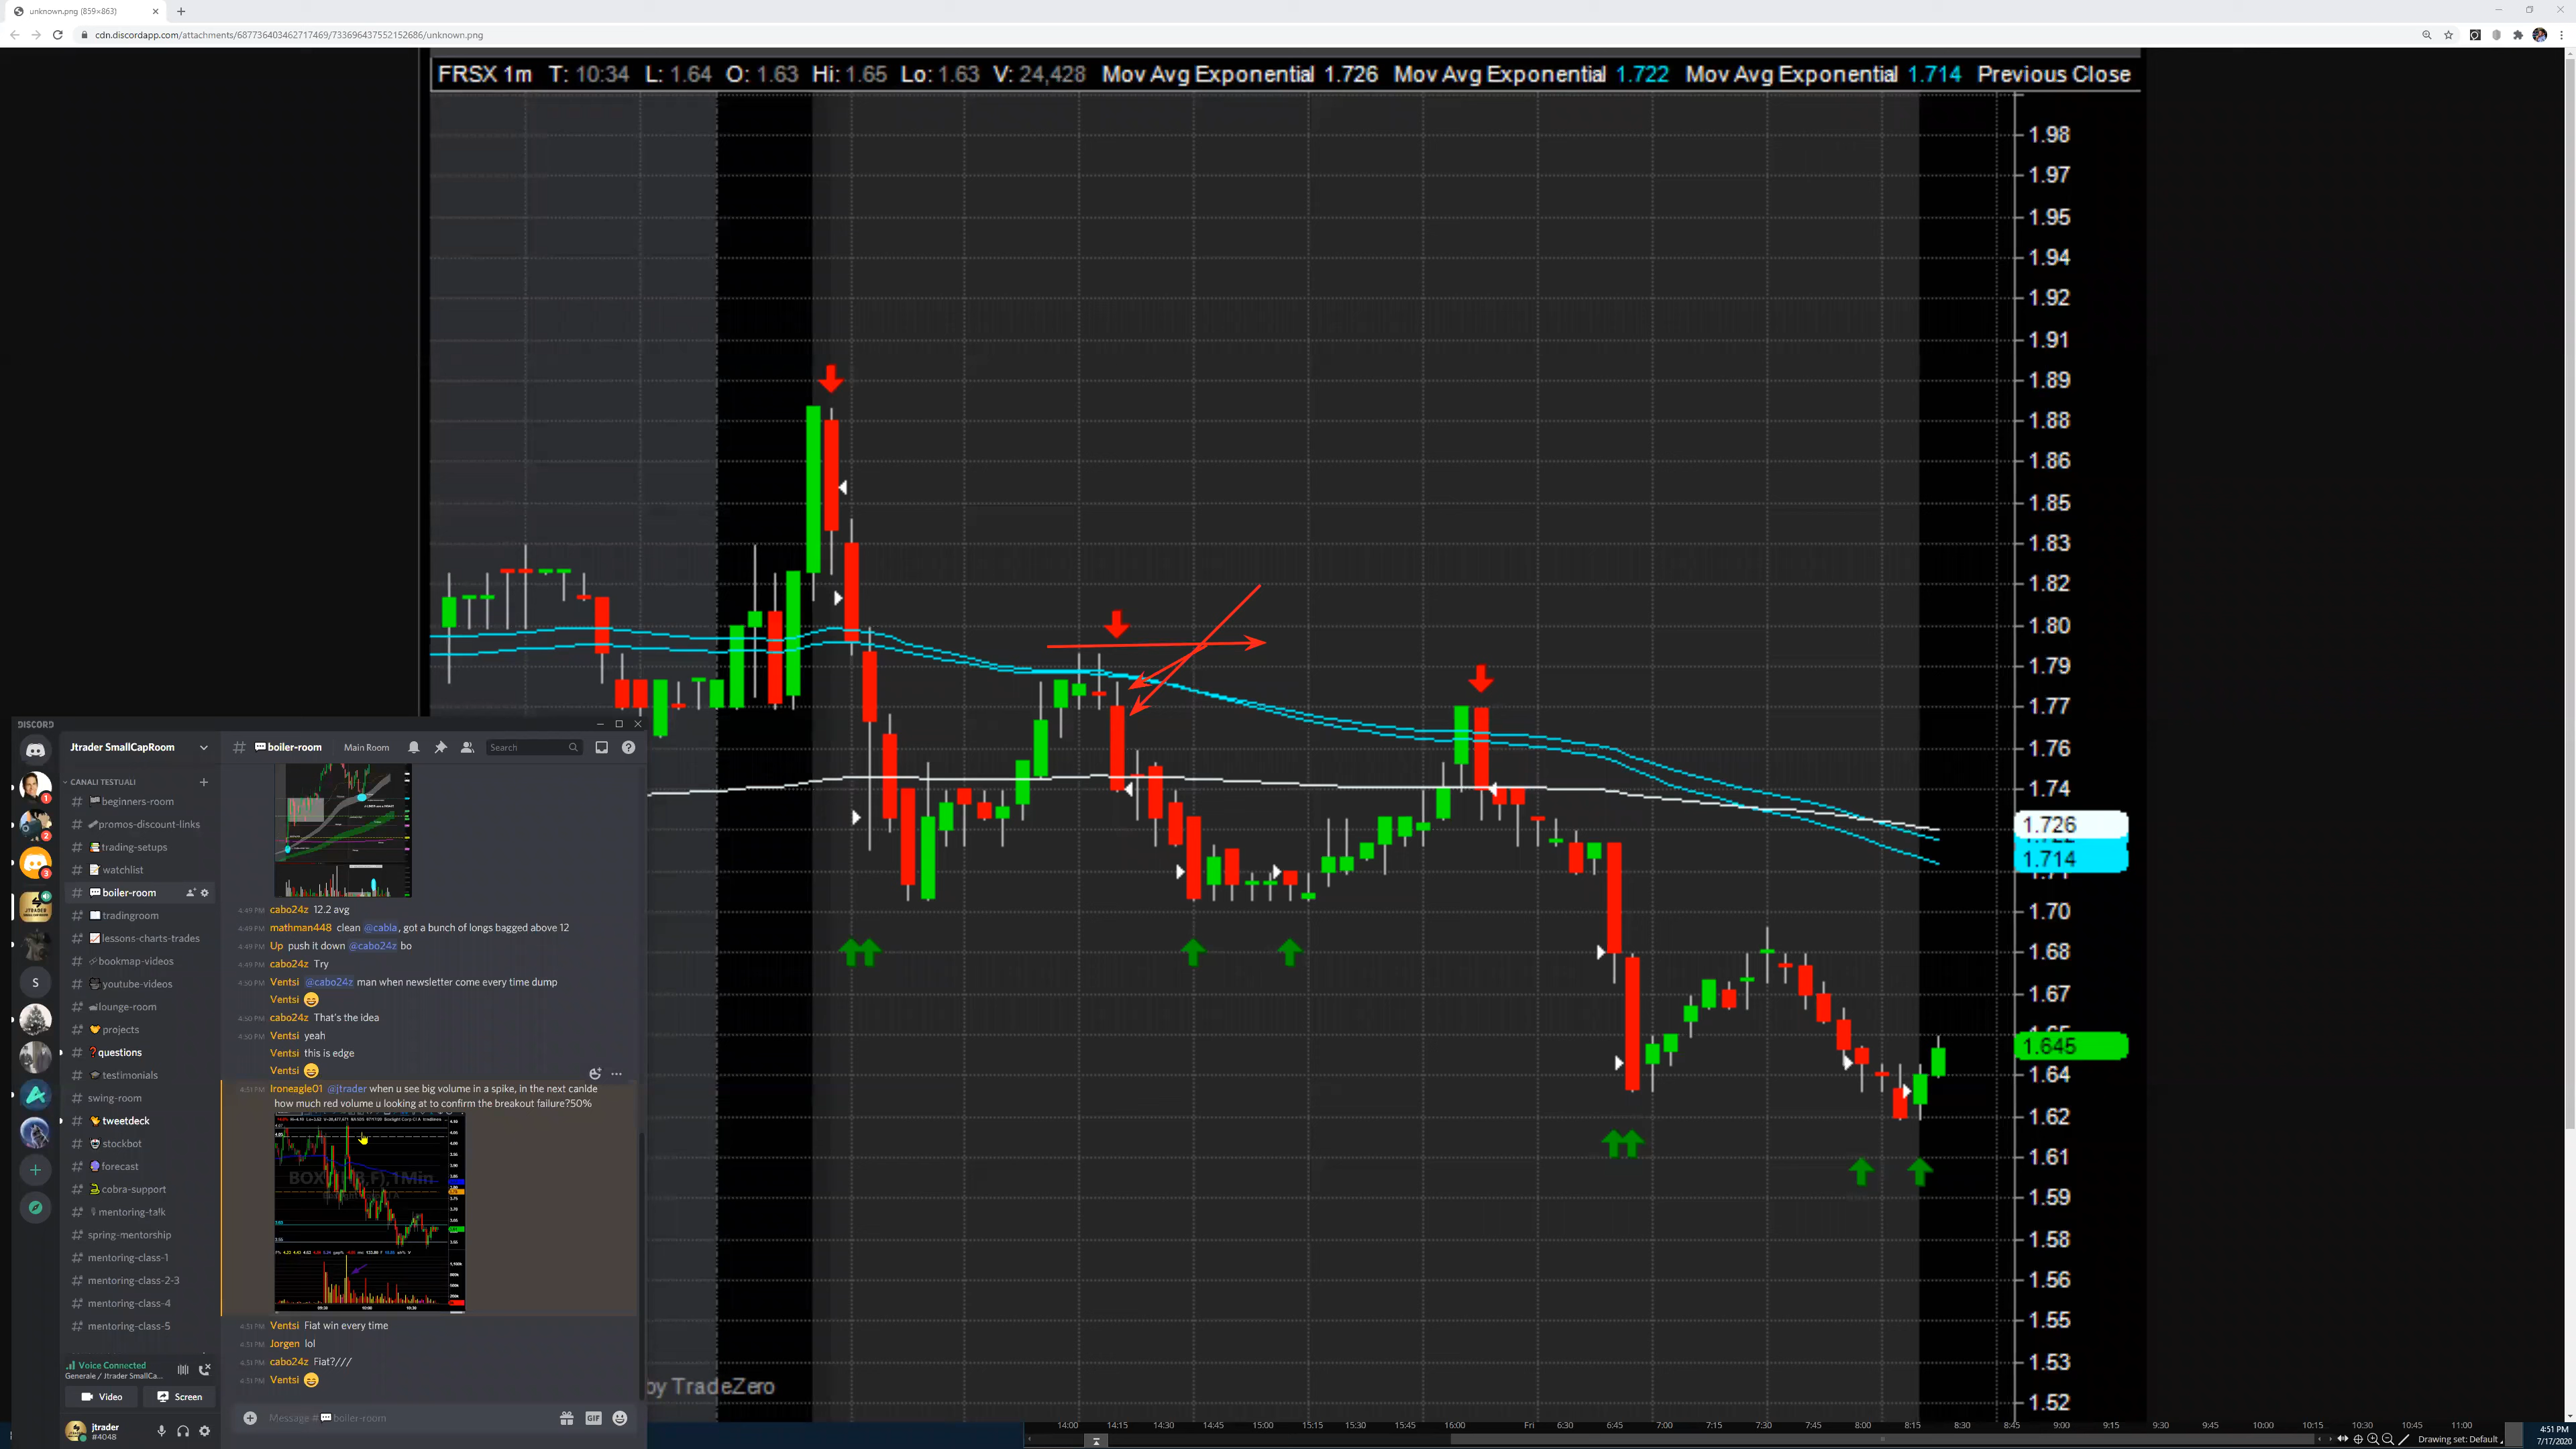 unknown.png (859×863)
cdn.discordapp.com/attachments/687736403462717469/733696437552152686/unknown.png
FRSX 1m T: 10:34 L: 1.64 O: 1.63 Hi: 1.65 Lo: 1.63 V: 24,428 Mov Avg Exponential 1.726 Mov Avg Exponential 1.722 Mov Avg Exponential 1.714 Previous Close
1.98
1.97
1.95
1.94
1.92
1.91
1.89
1.88
1.86
1.85
1.83
1.82
1.80
1.79
1.77
1.76
1.74
1.726
1.714
1.70
1.68
1.67
1.645
1.64
1.62
1.61
1.59
1.58
1.56
1.55
1.53
1.52
by TradeZero
DISCORD
Jtrader SmallCapRoom
boiler-room Main Room Search
CANALI TESTUALI
beginners-room
promos-discount-links
trading-setups
watchlist
boiler-room
tradingroom
lessons-charts-trades
bookmap-videos
youtube-videos
lounge-room
projects
questions
testimonials
swing-room
tweetdeck
stockbot
forecast
cobra-support
mentoring-talk
spring-mentorship
mentoring-class-1
mentoring-class-2-3
mentoring-class-4
mentoring-class-5
Voice Connected
Generale / Jtrader SmallCa...
Video Screen
jtrader
#4048
4:49 PM cabo24z 12.2 avg
4:49 PM mathman448 clean @cabla, got a bunch of longs bagged above 12
4:49 PM Up push it down @cabo24z bo
4:49 PM cabo24z Try
4:50 PM Ventsi @cabo24z man when newsletter come every time dump
Ventsi 😄
4:50 PM cabo24z That's the idea
4:50 PM Ventsi yeah
Ventsi this is edge
Ventsi 😄
4:51 PM Ironeagle01 @jtrader when u see big volume in a spike, in the next canlde
how much red volume u looking at to confirm the breakout failure?50%
4:51 PM Ventsi Fiat win every time
4:51 PM Jorgen lol
4:51 PM cabo24z Fiat?///
4:51 PM Ventsi 😄
Message #boiler-room
GIF
14:00 14:15 14:30 14:45 15:00 15:15 15:30 15:45 16:00 Fri 6:30 6:45 7:00 7:15 7:30 7:45 8:00 8:15 8:30 8:45 9:00 9:15 9:30 9:45 10:00 10:15 10:30 10:45 11:00
Drawing set: Default
4:51 PM
7/17/2020